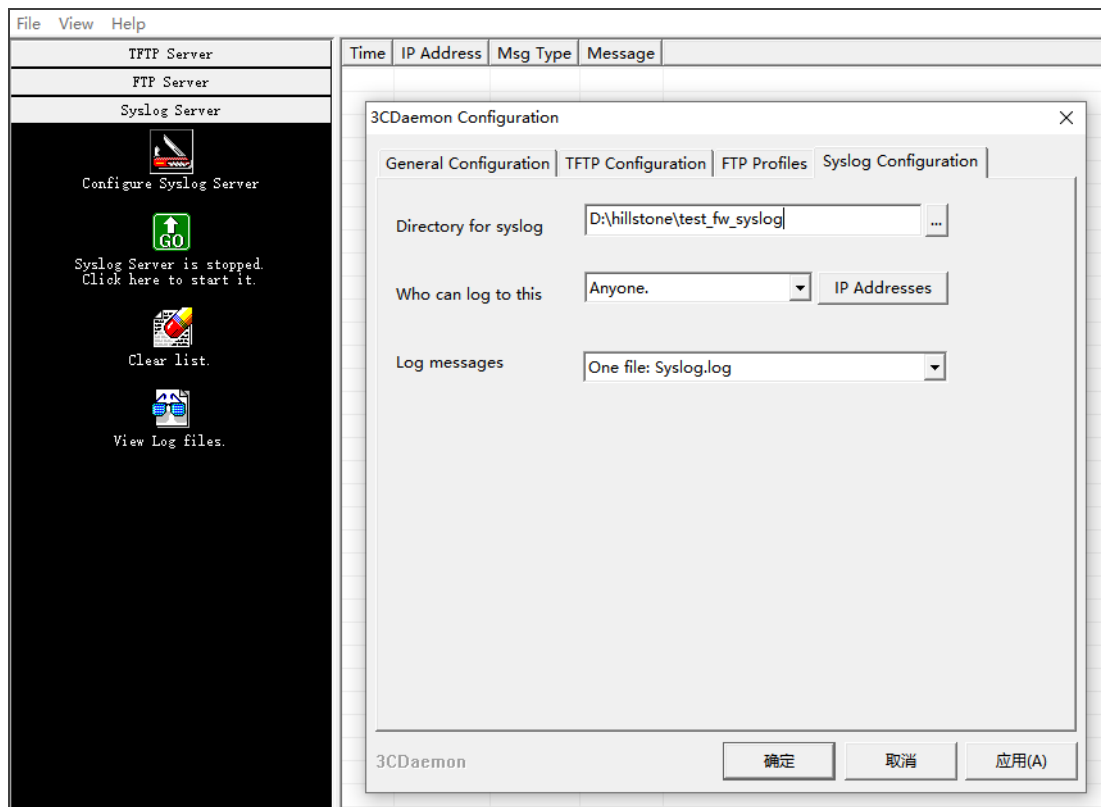 File View Help
TFTP Server
FTP Server
Syslog Server
Configure Syslog Server
GO
Syslog Server is stopped.
Click here to start it.
Clear list.
View Log files.
Time IP Address Msg Type Message
3CDaemon Configuration
General Configuration TFTP Configuration FTP Profiles Syslog Configuration
Directory for syslog D:\hillstone\test_fw_syslog ...
Who can log to this Anyone. IP Addresses
Log messages One file: Syslog.log
3CDaemon 确定 取消 应用(A)